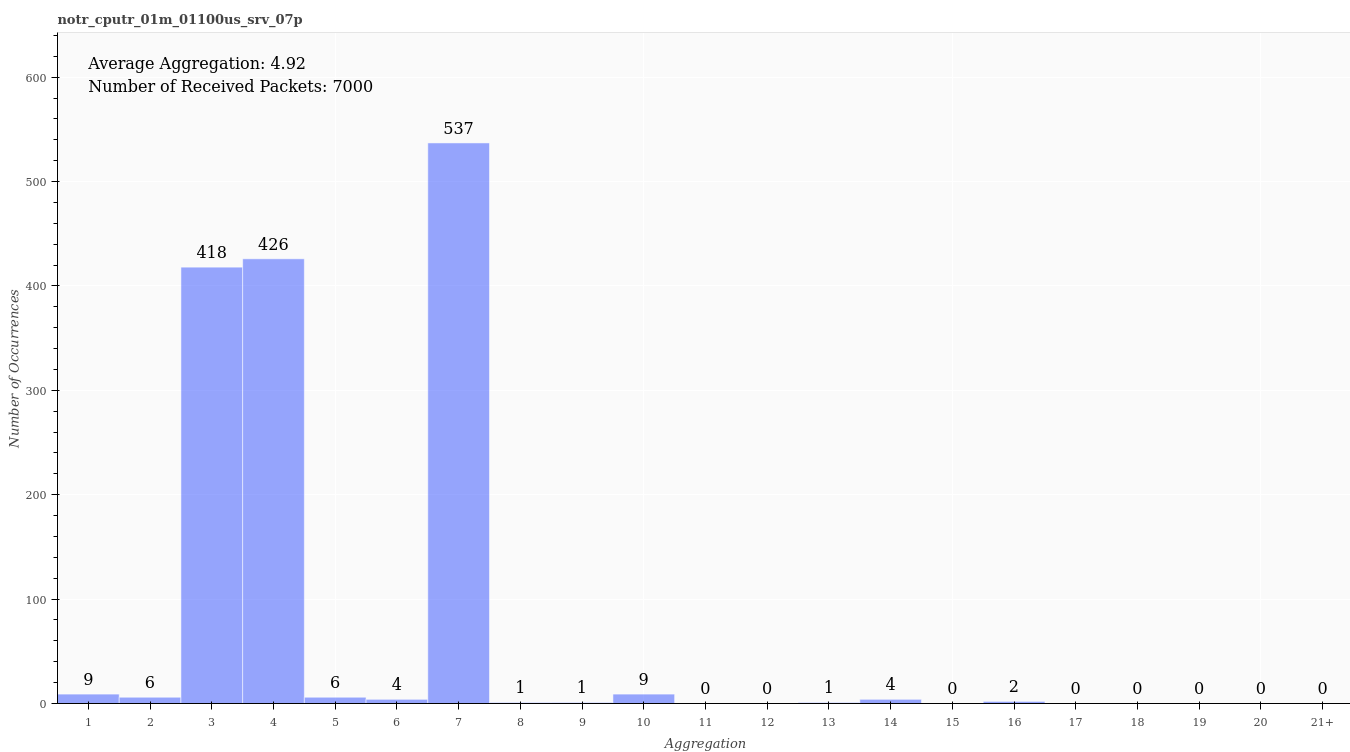 notr_cputr_01m_01100us_srv_07p
Average Aggregation: 4.92
Number of Received Packets: 7000
600
500
400
300
200
100
0
Number of Occurrences
9 6 418 426 6 4 537 1 1 9 0 0 1 4 0 2 0 0 0 0 0
1 2 3 4 5 6 7 8 9 10 11 12 13 14 15 16 17 18 19 20 21+
Aggregation